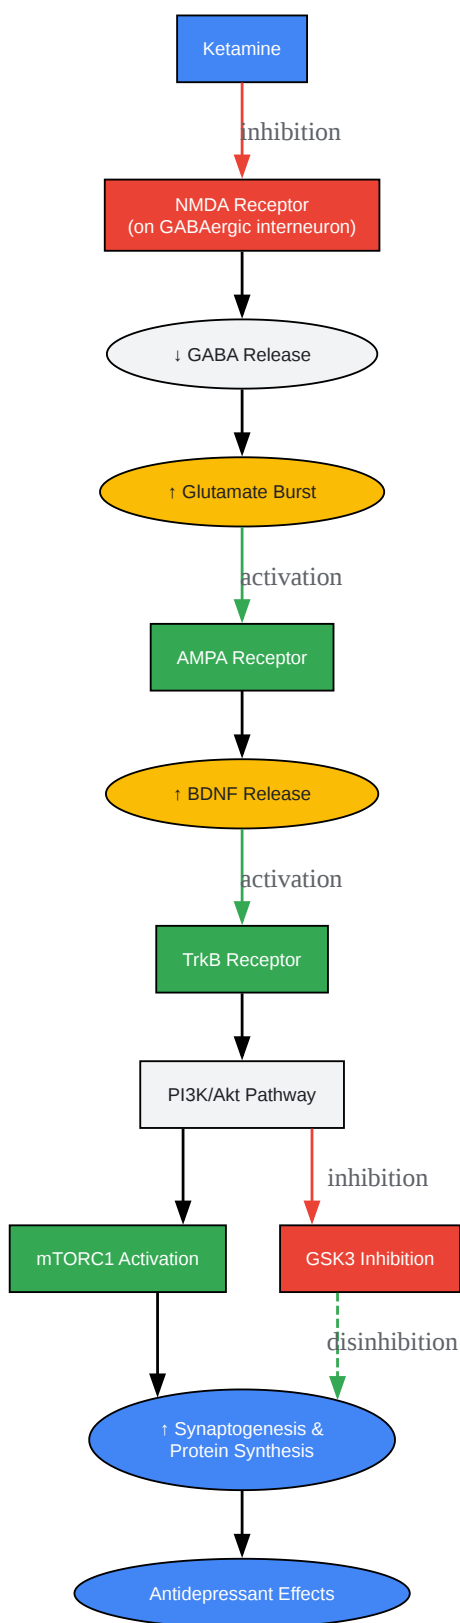 Ketamine
inhibition
NMDA Receptor
(on GABAergic interneuron)
↓ GABA Release
↑ Glutamate Burst
activation
AMPA Receptor
↑ BDNF Release
activation
TrkB Receptor
PI3K/Akt Pathway
inhibition
mTORC1 Activation
GSK3 Inhibition
disinhibition
↑ Synaptogenesis &
Protein Synthesis
Antidepressant Effects